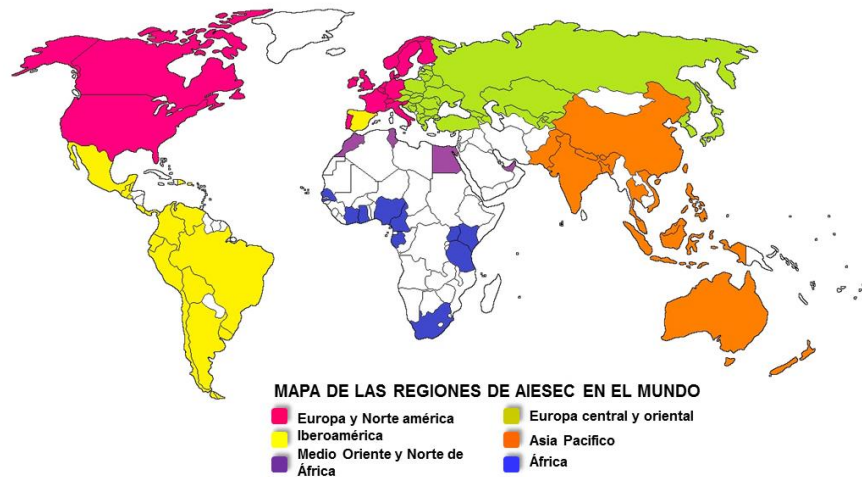 MAPA DE LAS REGIONES DE AIESEC EN EL MUNDO
Europa y Norte américa
Iberoamérica
Medio Oriente y Norte de
África
Europa central y oriental
Asia Pacifico
África